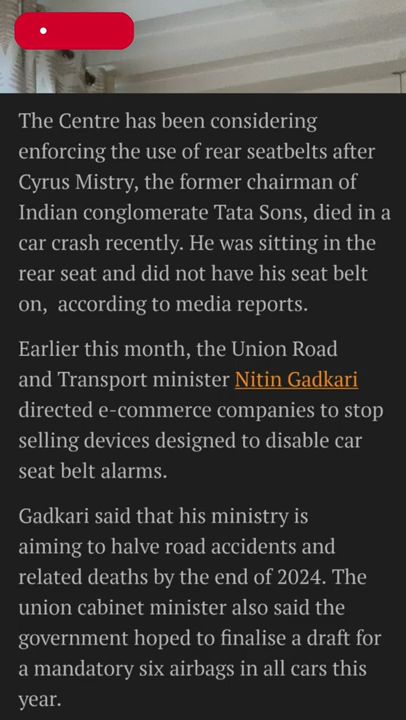 The Centre has been considering
enforcing the use of rear seatbelts after
Cyrus Mistry, the former chairman of
Indian conglomerate Tata Sons, died in a
car crash recently. He was sitting in the
rear seat and did not have his seat belt
on,  according to media reports.
Earlier this month, the Union Road
and Transport minister Nitin Gadkari
directed e-commerce companies to stop
selling devices designed to disable car
seat belt alarms.
Gadkari said that his ministry is
aiming to halve road accidents and
related deaths by the end of 2024. The
union cabinet minister also said the
government hoped to finalise a draft for
a mandatory six airbags in all cars this
year.